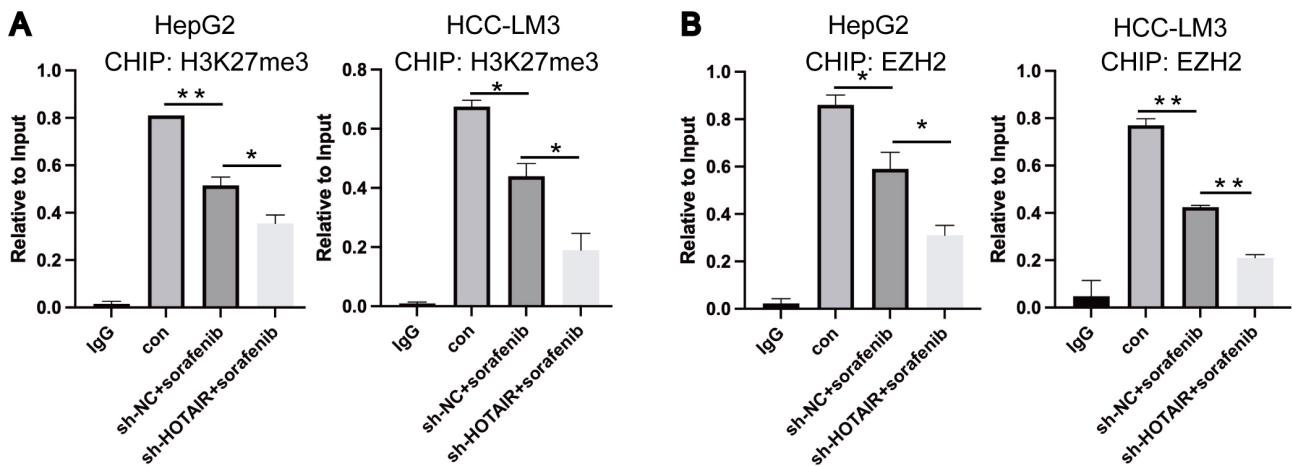 A
HepG2
CHIP: H3K27me3
Relative to Input
1.0
0.8
0.6
0.4
0.2
0.0
* *
*
IgG
con
sh-NC+sorafenib
sh-HOTAIR+sorafenib
HCC-LM3
CHIP: H3K27me3
Relative to Input
0.8
0.6
0.4
0.2
0.0
*
*
IgG
con
sh-NC+sorafenib
sh-HOTAIR+sorafenib
B
HepG2
CHIP: EZH2
Relative to Input
1.0
0.8
0.6
0.4
0.2
0.0
*
*
IgG
con
sh-NC+sorafenib
sh-HOTAIR+sorafenib
HCC-LM3
CHIP: EZH2
Relative to Input
1.0
0.8
0.6
0.4
0.2
0.0
* *
* *
IgG
con
sh-NC+sorafenib
sh-HOTAIR+sorafenib